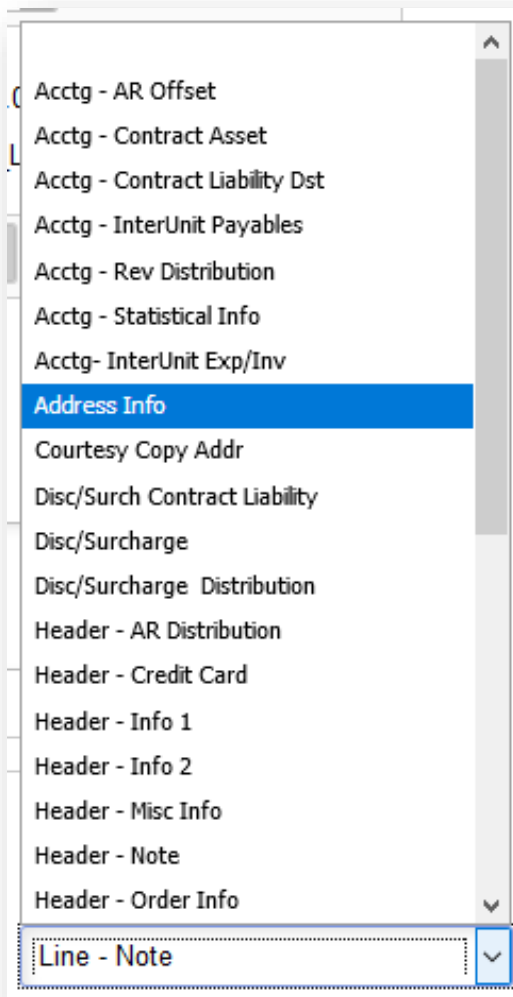 Acctg - AR Offset
Acctg - Contract Asset
Acctg - Contract Liability Dst
Acctg - InterUnit Payables
Acctg - Rev Distribution
Acctg - Statistical Info
Acctg- InterUnit Exp/Inv
Address Info
Courtesy Copy Addr
Disc/Surch Contract Liability
Disc/Surcharge
Disc/Surcharge  Distribution
Header - AR Distribution
Header - Credit Card
Header - Info 1
Header - Info 2
Header - Misc Info
Header - Note
Header - Order Info
Line - Note